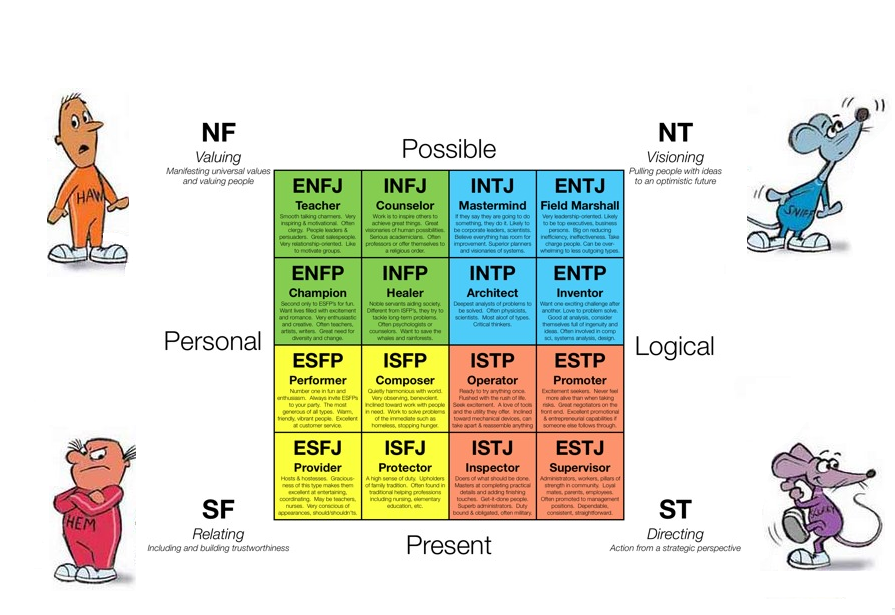 NF
Valuing
Manifesting universal values
and valuing people
Possible
NT
Visioning
Pulling people with ideas
to an optimistic future
HAW
SNIFF
ENFJ
Teacher
Smooth talking charmers. Very
inspiring & motivational. Often
clergy. People leaders &
persuaders. Great salespeople.
Very relationship-oriented. Like
to motivate groups.
INFJ
Counselor
Work is to inspire others to
achieve great things. Great
visionaries of human possibilities.
Serious academicians. Often
professors or offer themselves to
a religious order.
INTJ
Mastermind
If they say they are going to do
something, they do it. Likely to
be corporate leaders, scientists.
Believe everything has room for
improvement. Superior planners
and visionaries of systems.
ENTJ
Field Marshall
Very leadership-oriented. Likely
to be top executives, business
persons. Big on reducing
inefficiency, ineffectiveness. Take
charge people. Can be over-
whelming to less outgoing types.
ENFP
Champion
Second only to ESFP's for fun.
Want lives filled with excitement
and romance. Very enthusiastic
and creative. Often teachers,
artists, writers. Great need for
diversity and change.
INFP
Healer
Noble servants aiding society.
Different from ISFP's, they try to
tackle long-term problems.
Often psychologists or
counselors. Want to save the
whales and rainforests.
INTP
Architect
Deepest analysts of problems to
be solved. Often physicists,
scientists. Most aloof of types.
Critical thinkers.
ENTP
Inventor
Want one exciting challenge after
another. Love to problem solve.
Good at analysis, consider
themselves full of ingenuity and
ideas. Often involved in comp
sci, systems analysis, design.
Personal
Logical
ESFP
Performer
Number one in fun and
enthusiasm. Always invite ESFPs
to your party. The most
generous of all types. Warm,
friendly, vibrant people. Excellent
at customer service.
ISFP
Composer
Quietly harmonious with world.
Very observing, benevolent.
Inclined toward work with people
in need. Work to solve problems
of the immediate such as
homeless, stopping hunger.
ISTP
Operator
Ready to try anything once.
Flushed with the rush of life.
Seek excitement. A love of tools
and the utility they offer. Inclined
toward mechanical devices, can
take apart & reassemble anything
ESTP
Promoter
Excitement seekers. Never feel
more alive than when taking
risks. Great negotiators on the
front end. Excellent promotional
& entrepreneurial capabilities if
someone else follows through.
ESFJ
Provider
Hosts & hostesses. Gracious-
ness of this type makes them
excellent at entertaining,
coordinating. May be teachers,
nurses. Very conscious of
appearances, should/shouldn'ts.
ISFJ
Protector
A high sense of duty. Upholders
of family tradition. Often found in
traditional helping professions
including nursing, elementary
education, etc.
ISTJ
Inspector
Doers of what should be done.
Masters at completing practical
details and adding finishing
touches. Get-it-done people.
Superb administrators. Duty
bound & obligated, often military.
ESTJ
Supervisor
Administrators, workers, pillars of
strength in community. Loyal
mates, parents, employees.
Often promoted to management
positions. Dependable,
consistent, straightforward.
HEM
SF
Relating
Including and building trustworthiness
Present
ST
Directing
Action from a strategic perspective